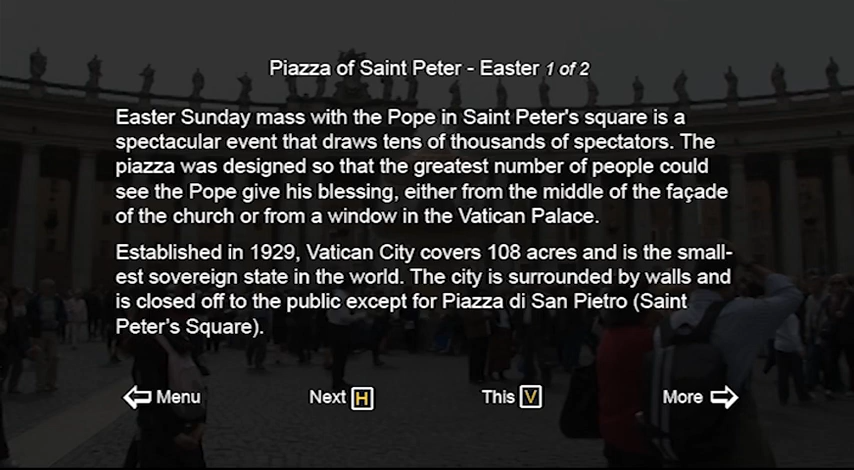 Piazza of Saint Peter - Easter 1 of 2
Easter Sunday mass with the Pope in Saint Peter's square is a
spectacular event that draws tens of thousands of spectators. The
piazza was designed so that the greatest number of people could
see the Pope give his blessing, either from the middle of the façade
of the church or from a window in the Vatican Palace.
Established in 1929, Vatican City covers 108 acres and is the small-
est sovereign state in the world. The city is surrounded by walls and
is closed off to the public except for Piazza di San Pietro (Saint
Peter's Square).
Menu Next H This V More